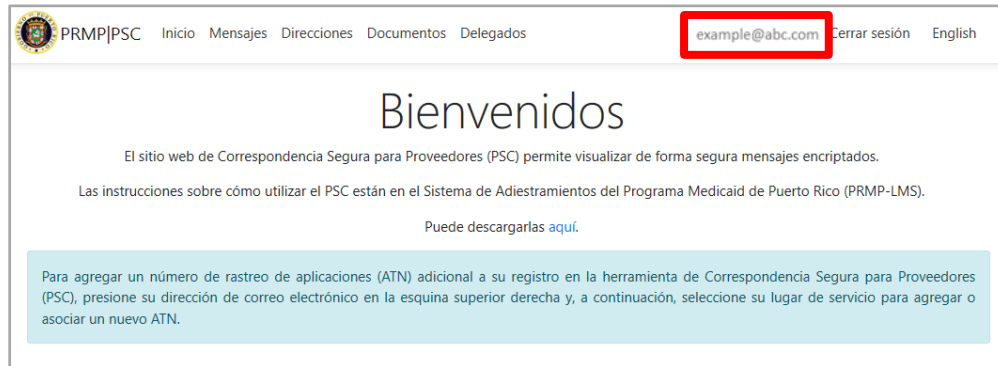 PRMP|PSC Inicio Mensajes Direcciones Documentos Delegados example@abc.com Cerrar sesión English
Bienvenidos
El sitio web de Correspondencia Segura para Proveedores (PSC) permite visualizar de forma segura mensajes encriptados.
Las instrucciones sobre cómo utilizar el PSC están en el Sistema de Adiestramientos del Programa Medicaid de Puerto Rico (PRMP-LMS).
Puede descargarlas aquí.
Para agregar un número de rastreo de aplicaciones (ATN) adicional a su registro en la herramienta de Correspondencia Segura para Proveedores
(PSC), presione su dirección de correo electrónico en la esquina superior derecha y, a continuación, seleccione su lugar de servicio para agregar o
asociar un nuevo ATN.